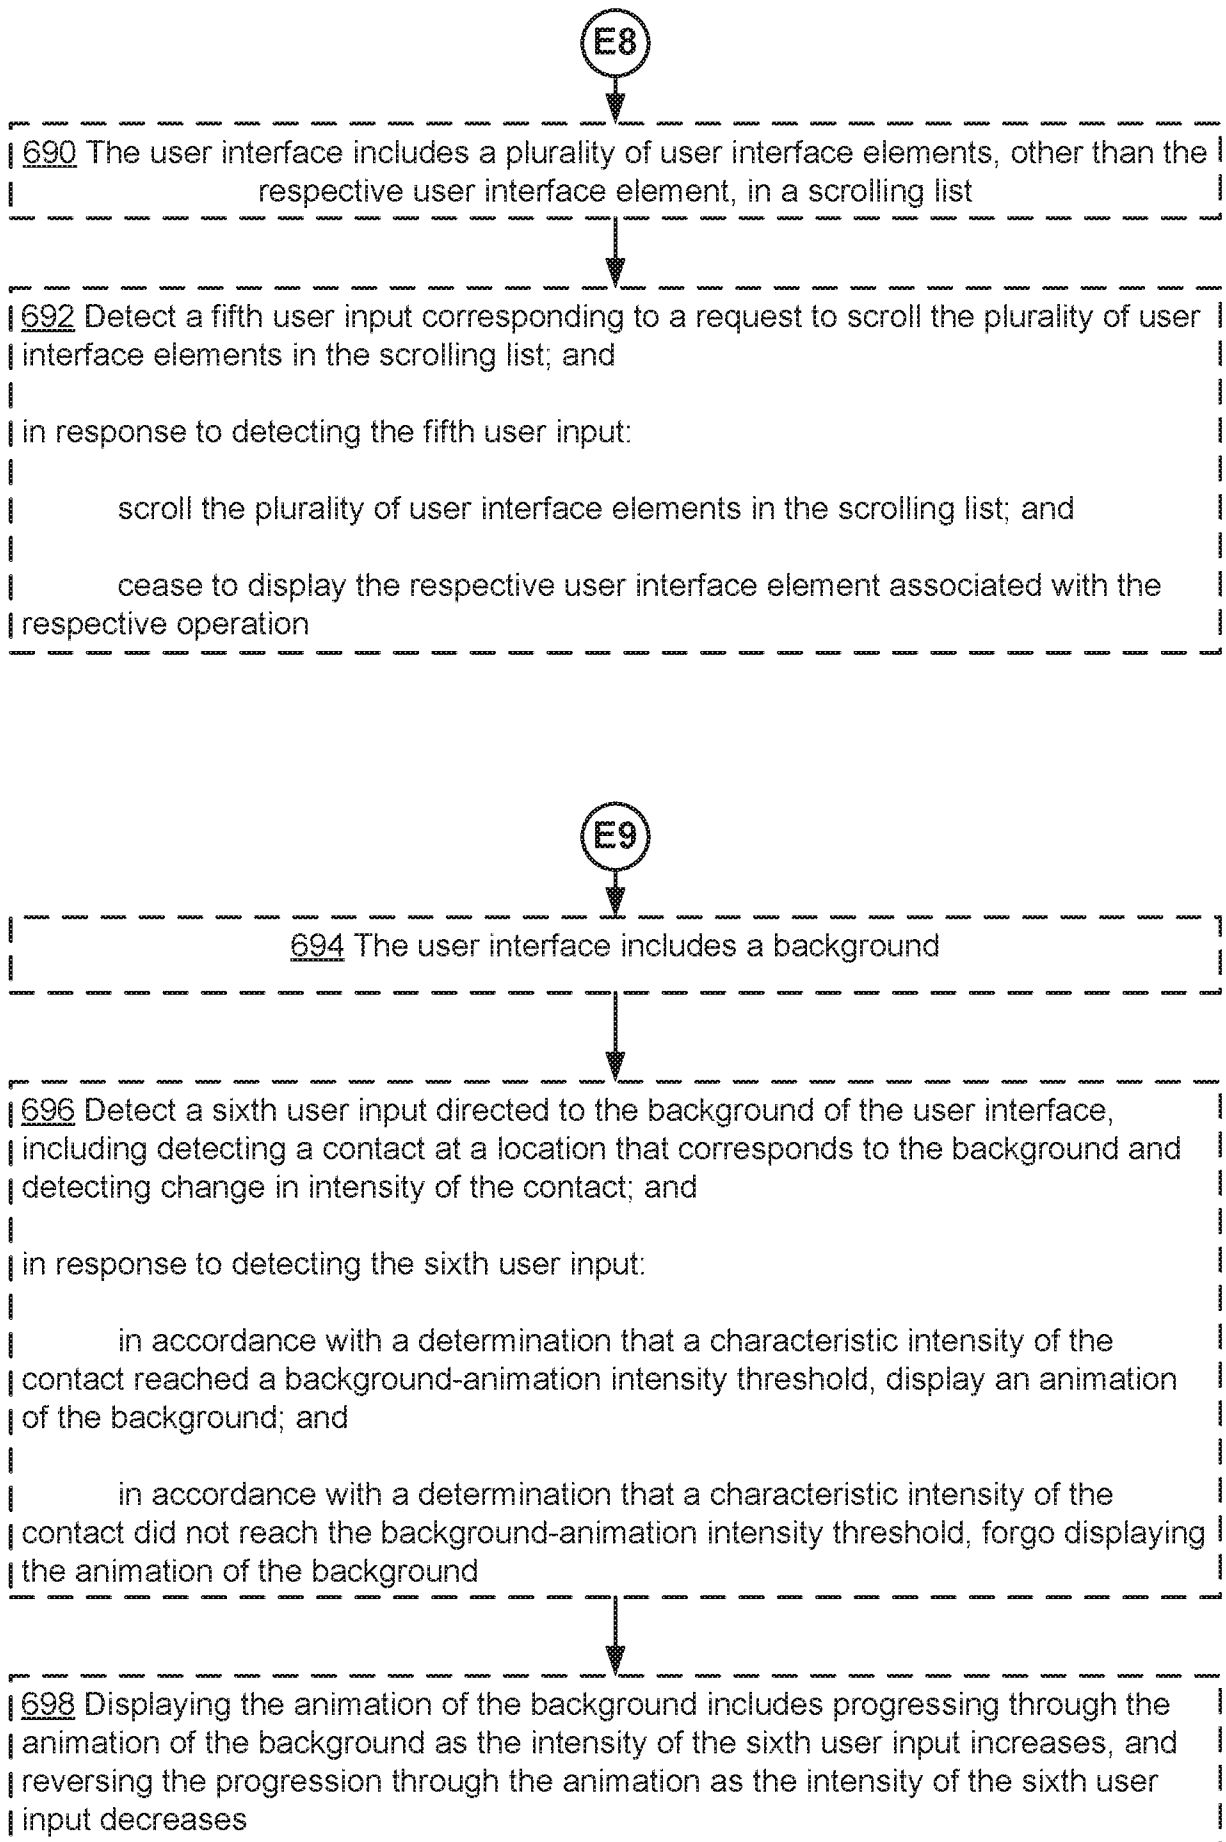 E8
690 The user interface includes a plurality of user interface elements, other than the
respective user interface element, in a scrolling list
692 Detect a fifth user input corresponding to a request to scroll the plurality of user
interface elements in the scrolling list; and
in response to detecting the fifth user input:
scroll the plurality of user interface elements in the scrolling list; and
cease to display the respective user interface element associated with the
respective operation
E9
694 The user interface includes a background
696 Detect a sixth user input directed to the background of the user interface,
including detecting a contact at a location that corresponds to the background and
detecting change in intensity of the contact; and
in response to detecting the sixth user input:
in accordance with a determination that a characteristic intensity of the
contact reached a background-animation intensity threshold, display an animation
of the background; and
in accordance with a determination that a characteristic intensity of the
contact did not reach the background-animation intensity threshold, forgo displaying
the animation of the background
698 Displaying the animation of the background includes progressing through the
animation of the background as the intensity of the sixth user input increases, and
reversing the progression through the animation as the intensity of the sixth user
input decreases